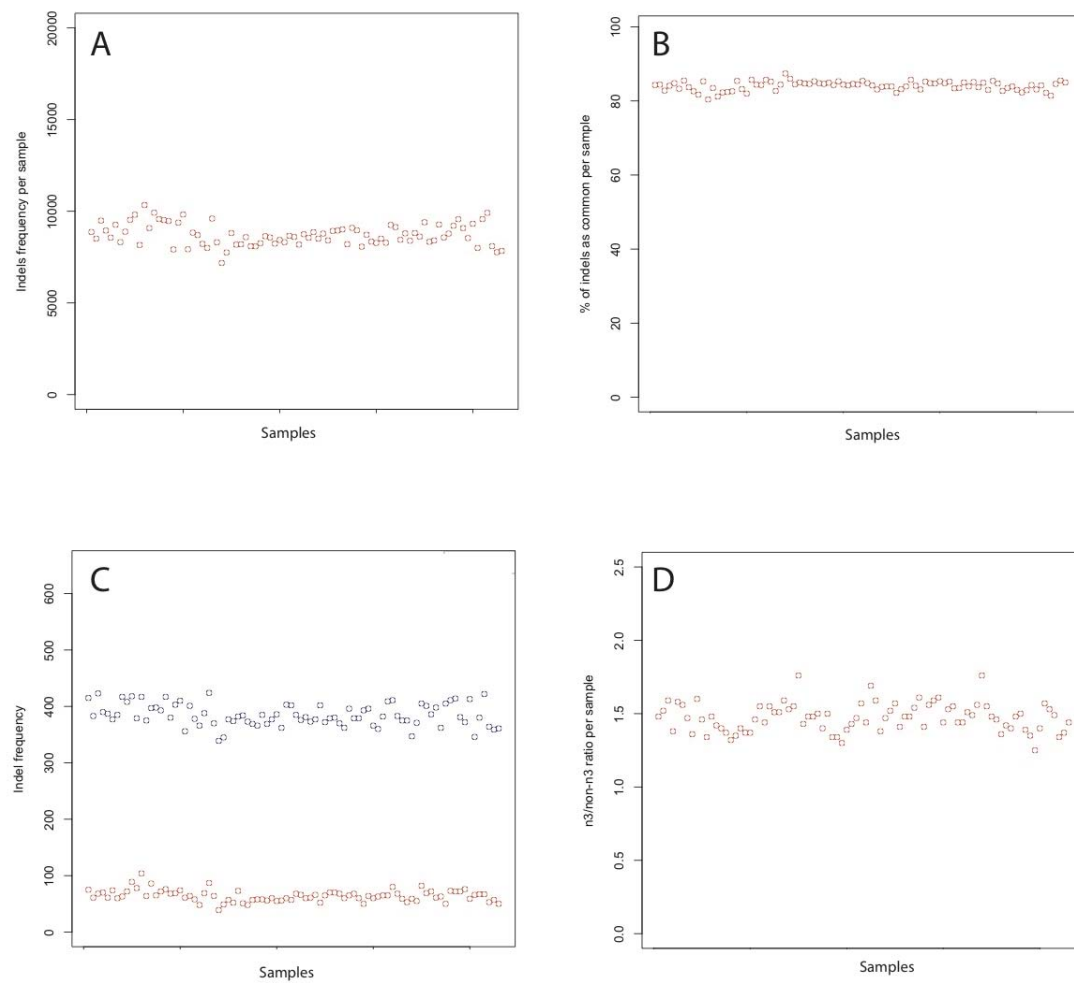 A
Indels frequency per sample
20000
15000
10000
5000
0
Samples
B
% of indels as common per sample
100
80
60
40
20
0
Samples
C
Indel frequency
600
500
400
300
200
100
0
Samples
D
n3/non-n3 ratio per sample
2.5
2.0
1.5
1.0
0.5
0.0
Samples